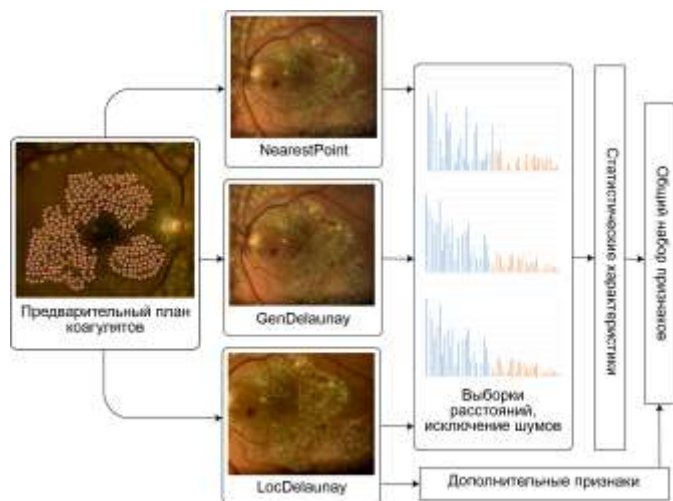 NearestPoint
Предварительный план
коагулятов
GenDelaunay
LocDelaunay
Выборки
расстояний,
исключение шумов
Статистические характеристики
Общий набор признаков
Дополнительные признаки